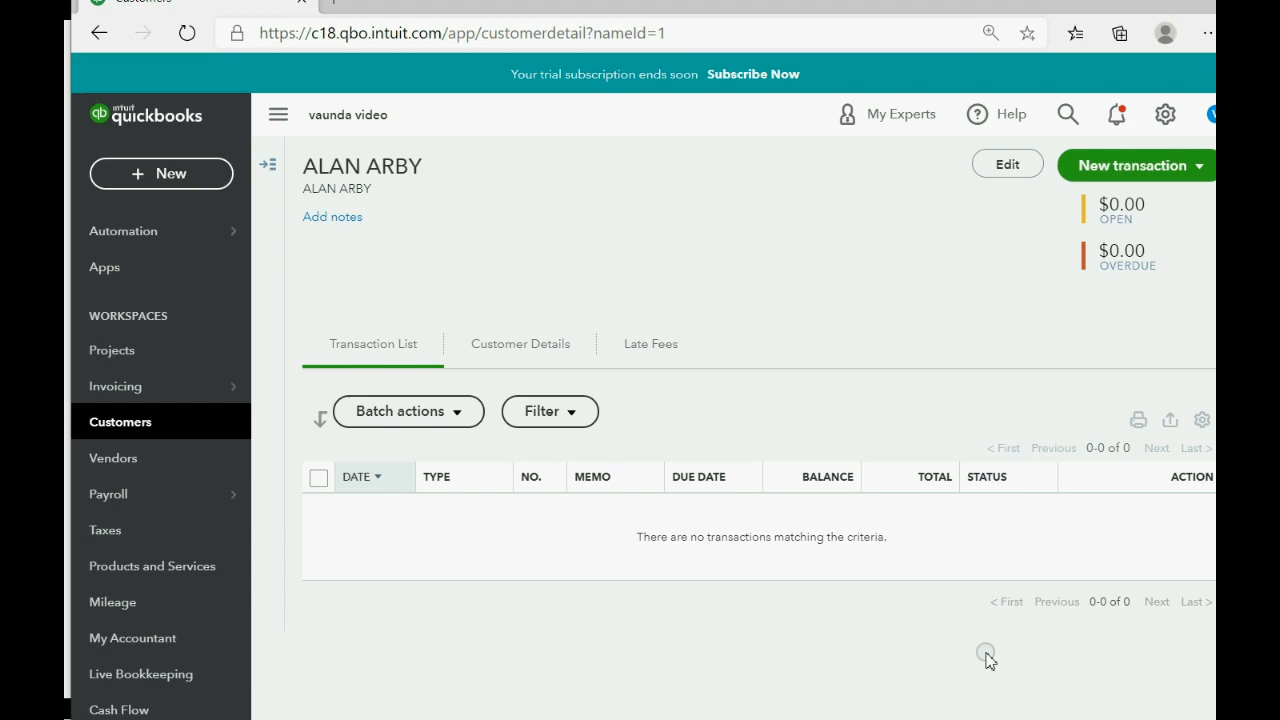 Customers
https://c18.qbo.intuit.com/app/customerdetail?nameId=1
Your trial subscription ends soon Subscribe Now
intuit quickbooks
vaunda video
My Experts
Help
+ New
ALAN ARBY
ALAN ARBY
Add notes
Edit
New transaction
$0.00
OPEN
$0.00
OVERDUE
Automation
Apps
WORKSPACES
Projects
Invoicing
Customers
Vendors
Payroll
Taxes
Products and Services
Mileage
My Accountant
Live Bookkeeping
Cash Flow
Transaction List
Customer Details
Late Fees
Batch actions
Filter
< First Previous 0-0 of 0 Next Last >
DATE TYPE NO. MEMO DUE DATE BALANCE TOTAL STATUS ACTION
There are no transactions matching the criteria.
< First Previous 0-0 of 0 Next Last >